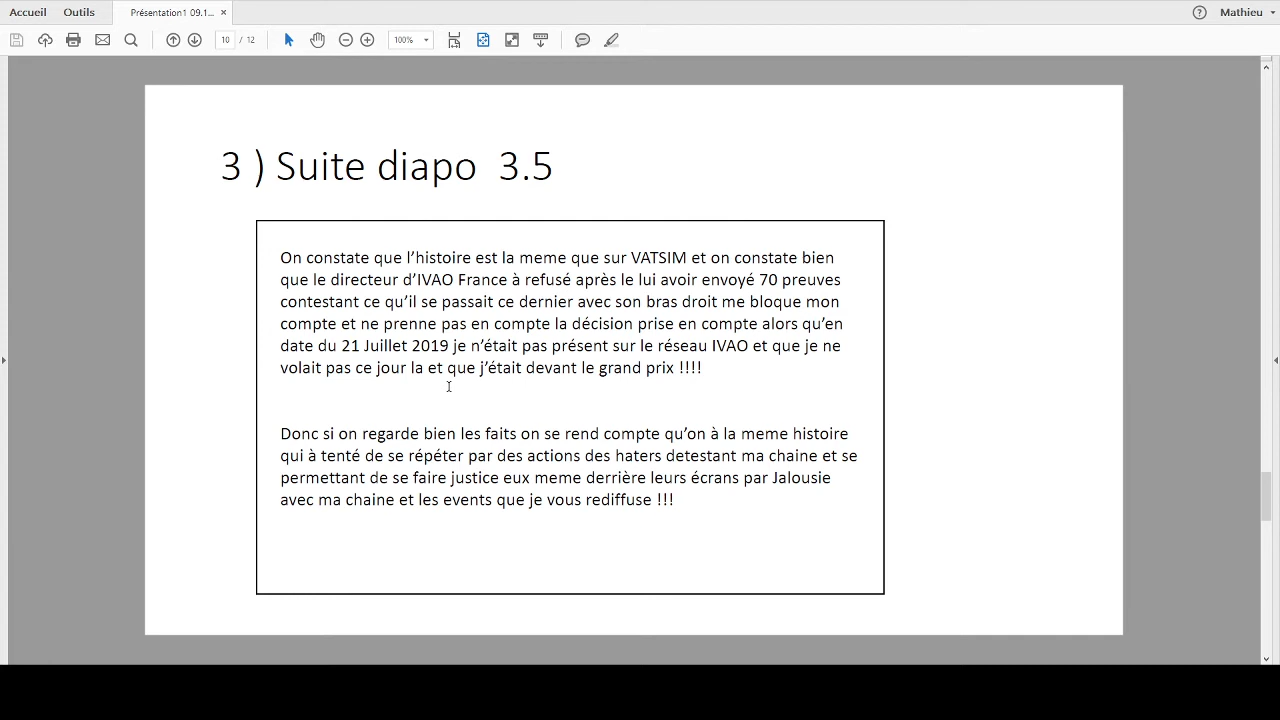 Accueil Outils Présentation1 09.1... × Mathieu
10 / 12 100%
3 ) Suite diapo 3.5
On constate que l’histoire est la meme que sur VATSIM et on constate bien
que le directeur d’IVAO France à refusé après le lui avoir envoyé 70 preuves
contestant ce qu’il se passait ce dernier avec son bras droit me bloque mon
compte et ne prenne pas en compte la décision prise en compte alors qu’en
date du 21 Juillet 2019 je n’était pas présent sur le réseau IVAO et que je ne
volait pas ce jour la et que j’était devant le grand prix !!!!
Donc si on regarde bien les faits on se rend compte qu’on à la meme histoire
qui à tenté de se répéter par des actions des haters detestant ma chaine et se
permettant de se faire justice eux meme derrière leurs écrans par Jalousie
avec ma chaine et les events que je vous rediffuse !!!